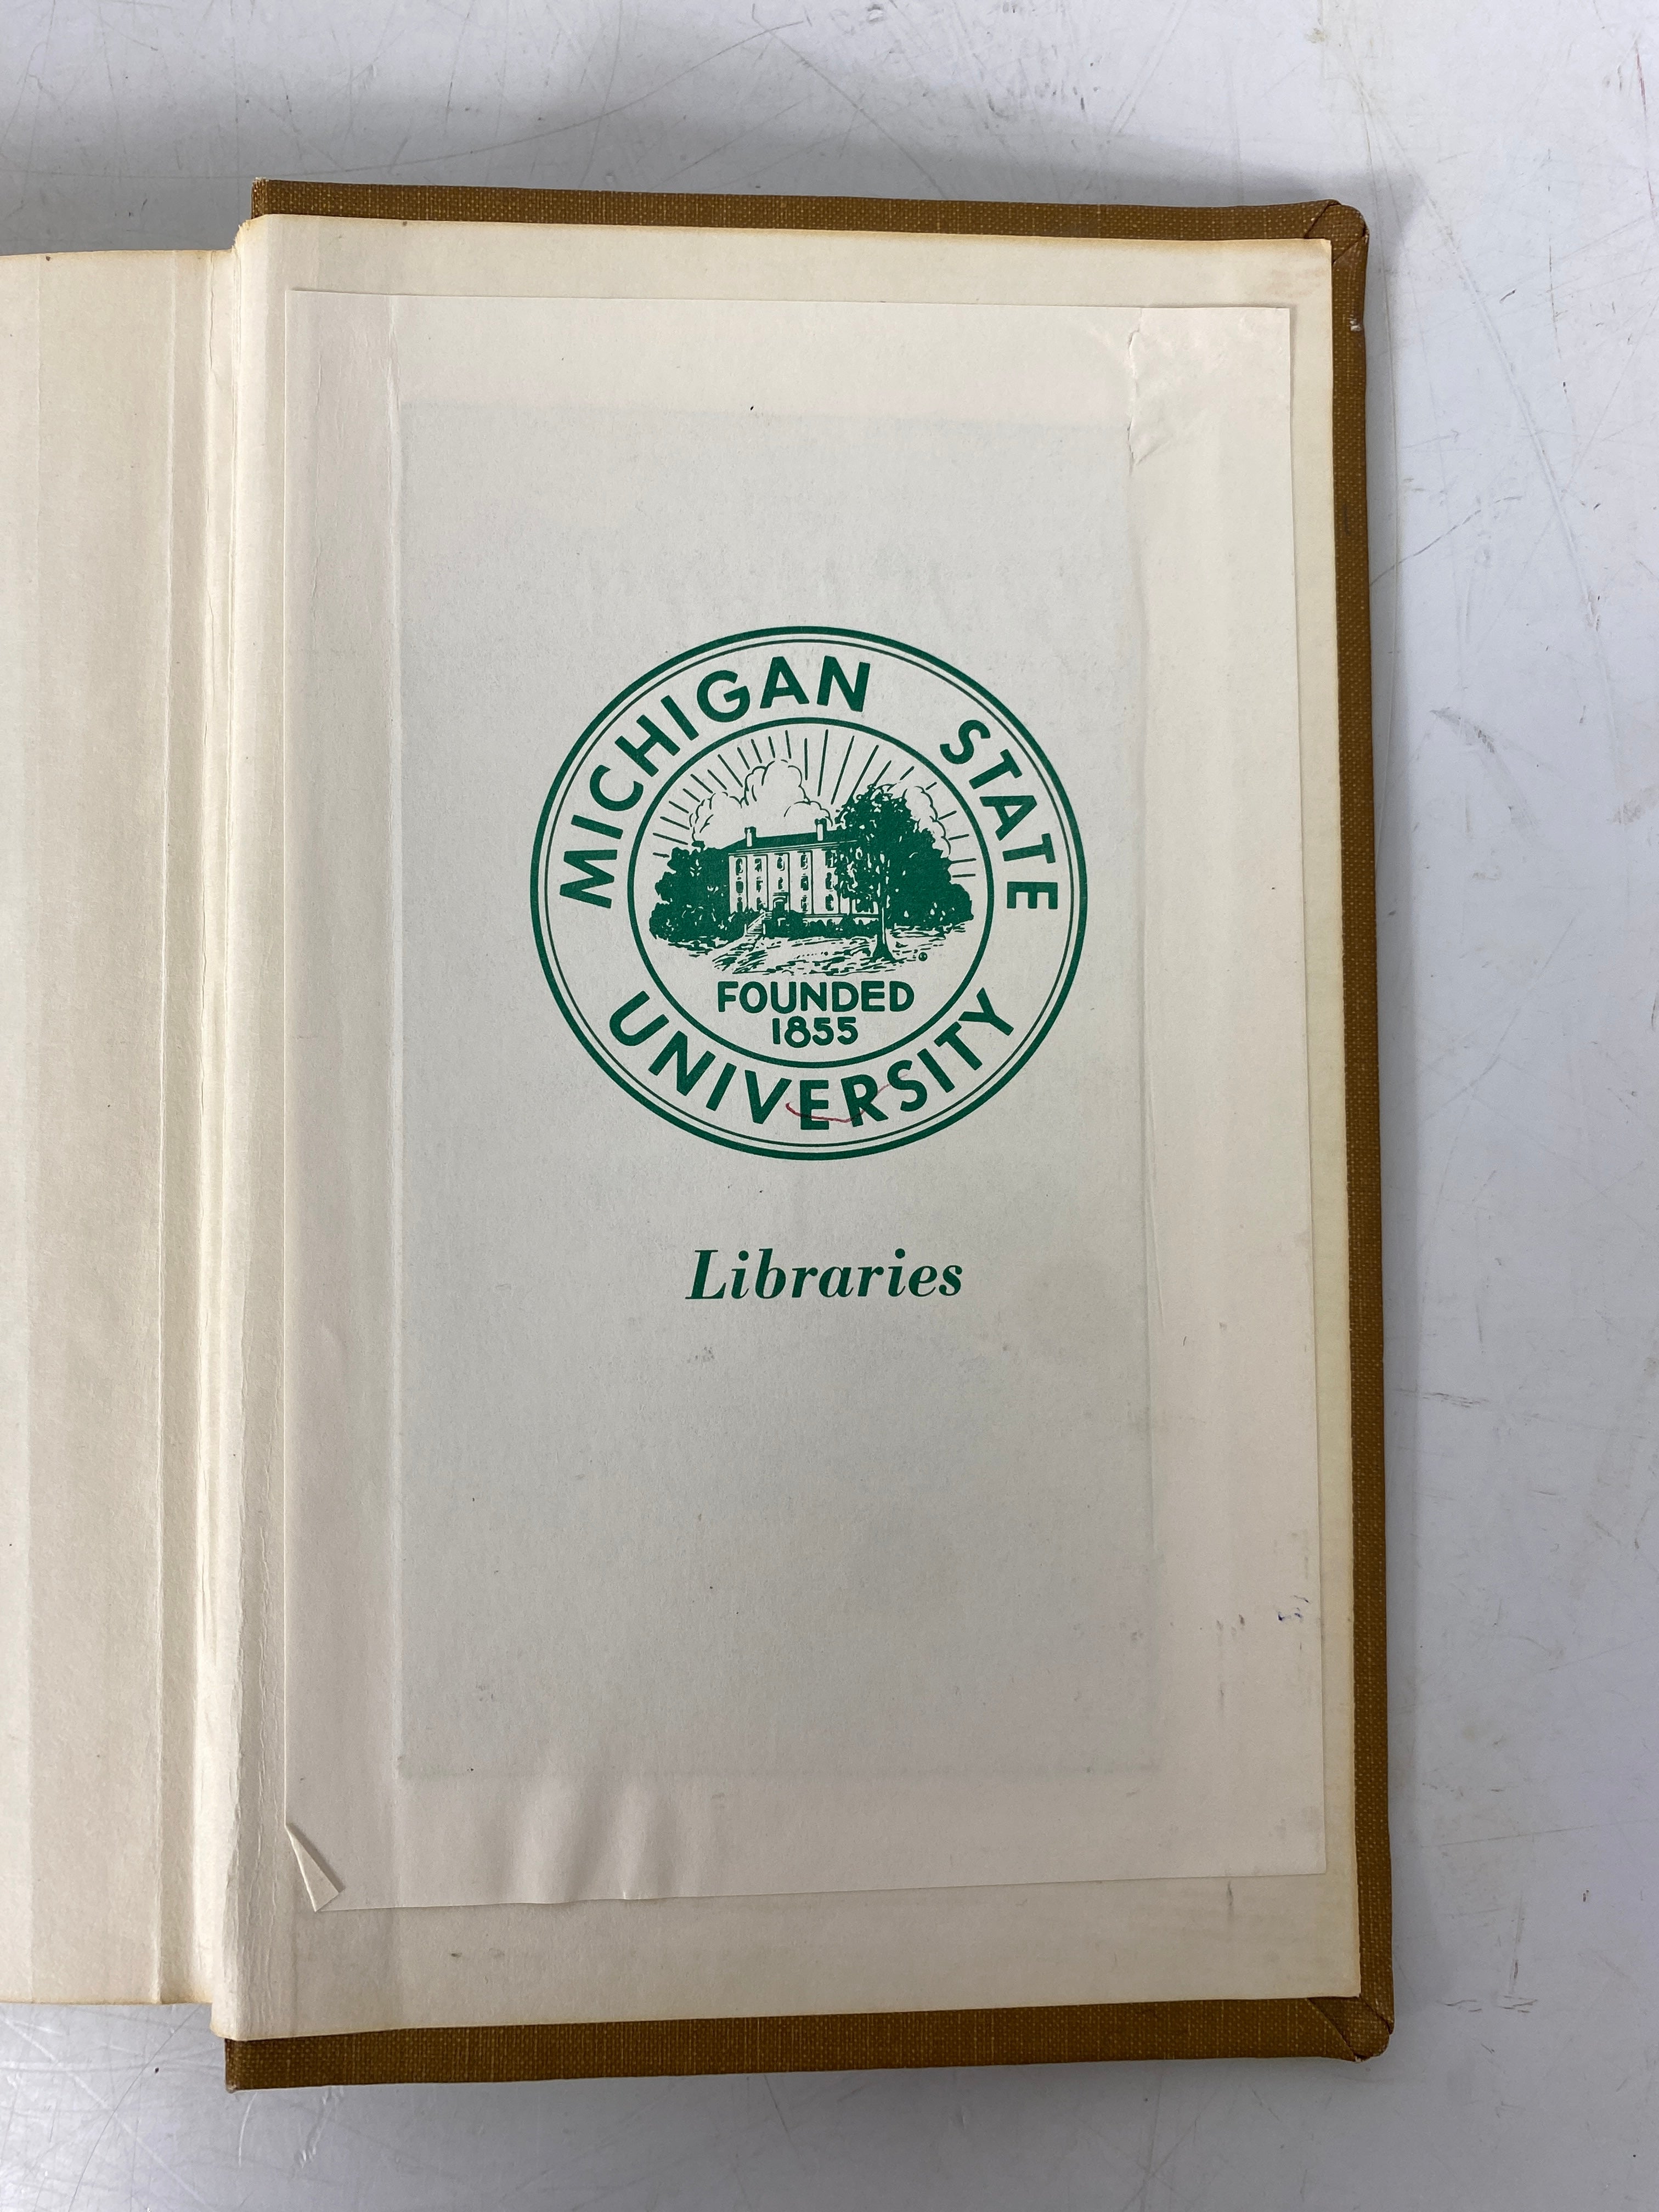 MICHIGAN STATE
UNIVERSITY
FOUNDED
1855
Libraries